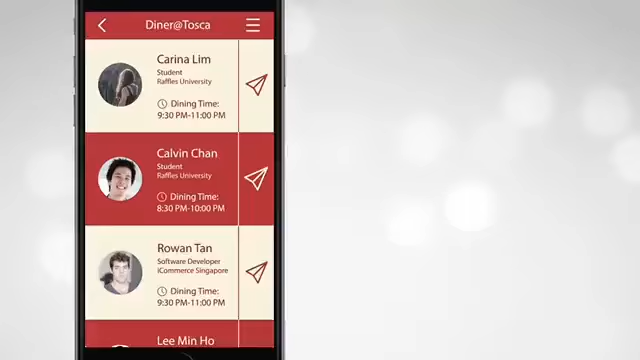 Diner@Tosca
Carina Lim
Student
Raffles University
Dining Time:
9:30 PM-11:00 PM
Calvin Chan
Student
Raffles University
Dining Time:
8:30 PM-10:00 PM
Rowan Tan
Software Developer
iCommerce Singapore
Dining Time:
9:30 PM-11:00 PM
Lee Min Ho